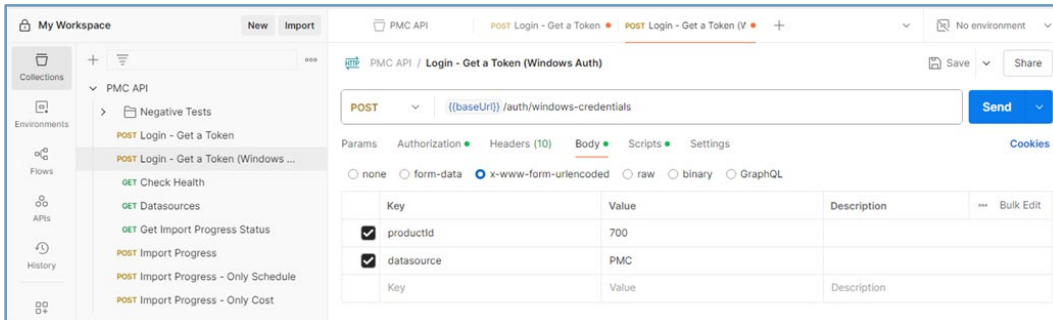 My Workspace New Import
PMC API POST Login - Get a Token POST Login - Get a Token (V No environment
Collections
Environments
Flows
APIs
History
PMC API
Negative Tests
POST Login - Get a Token
POST Login - Get a Token (Windows ...
GET Check Health
GET Datasources
GET Get Import Progress Status
POST Import Progress
POST Import Progress - Only Schedule
POST Import Progress - Only Cost
HTTP PMC API / Login - Get a Token (Windows Auth) Save Share
POST {{baseUrl}} /auth/windows-credentials Send
Params Authorization Headers (10) Body Scripts Settings Cookies
none form-data x-www-form-urlencoded raw binary GraphQL
Key Value Description Bulk Edit
productId 700
datasource PMC
Key Value Description